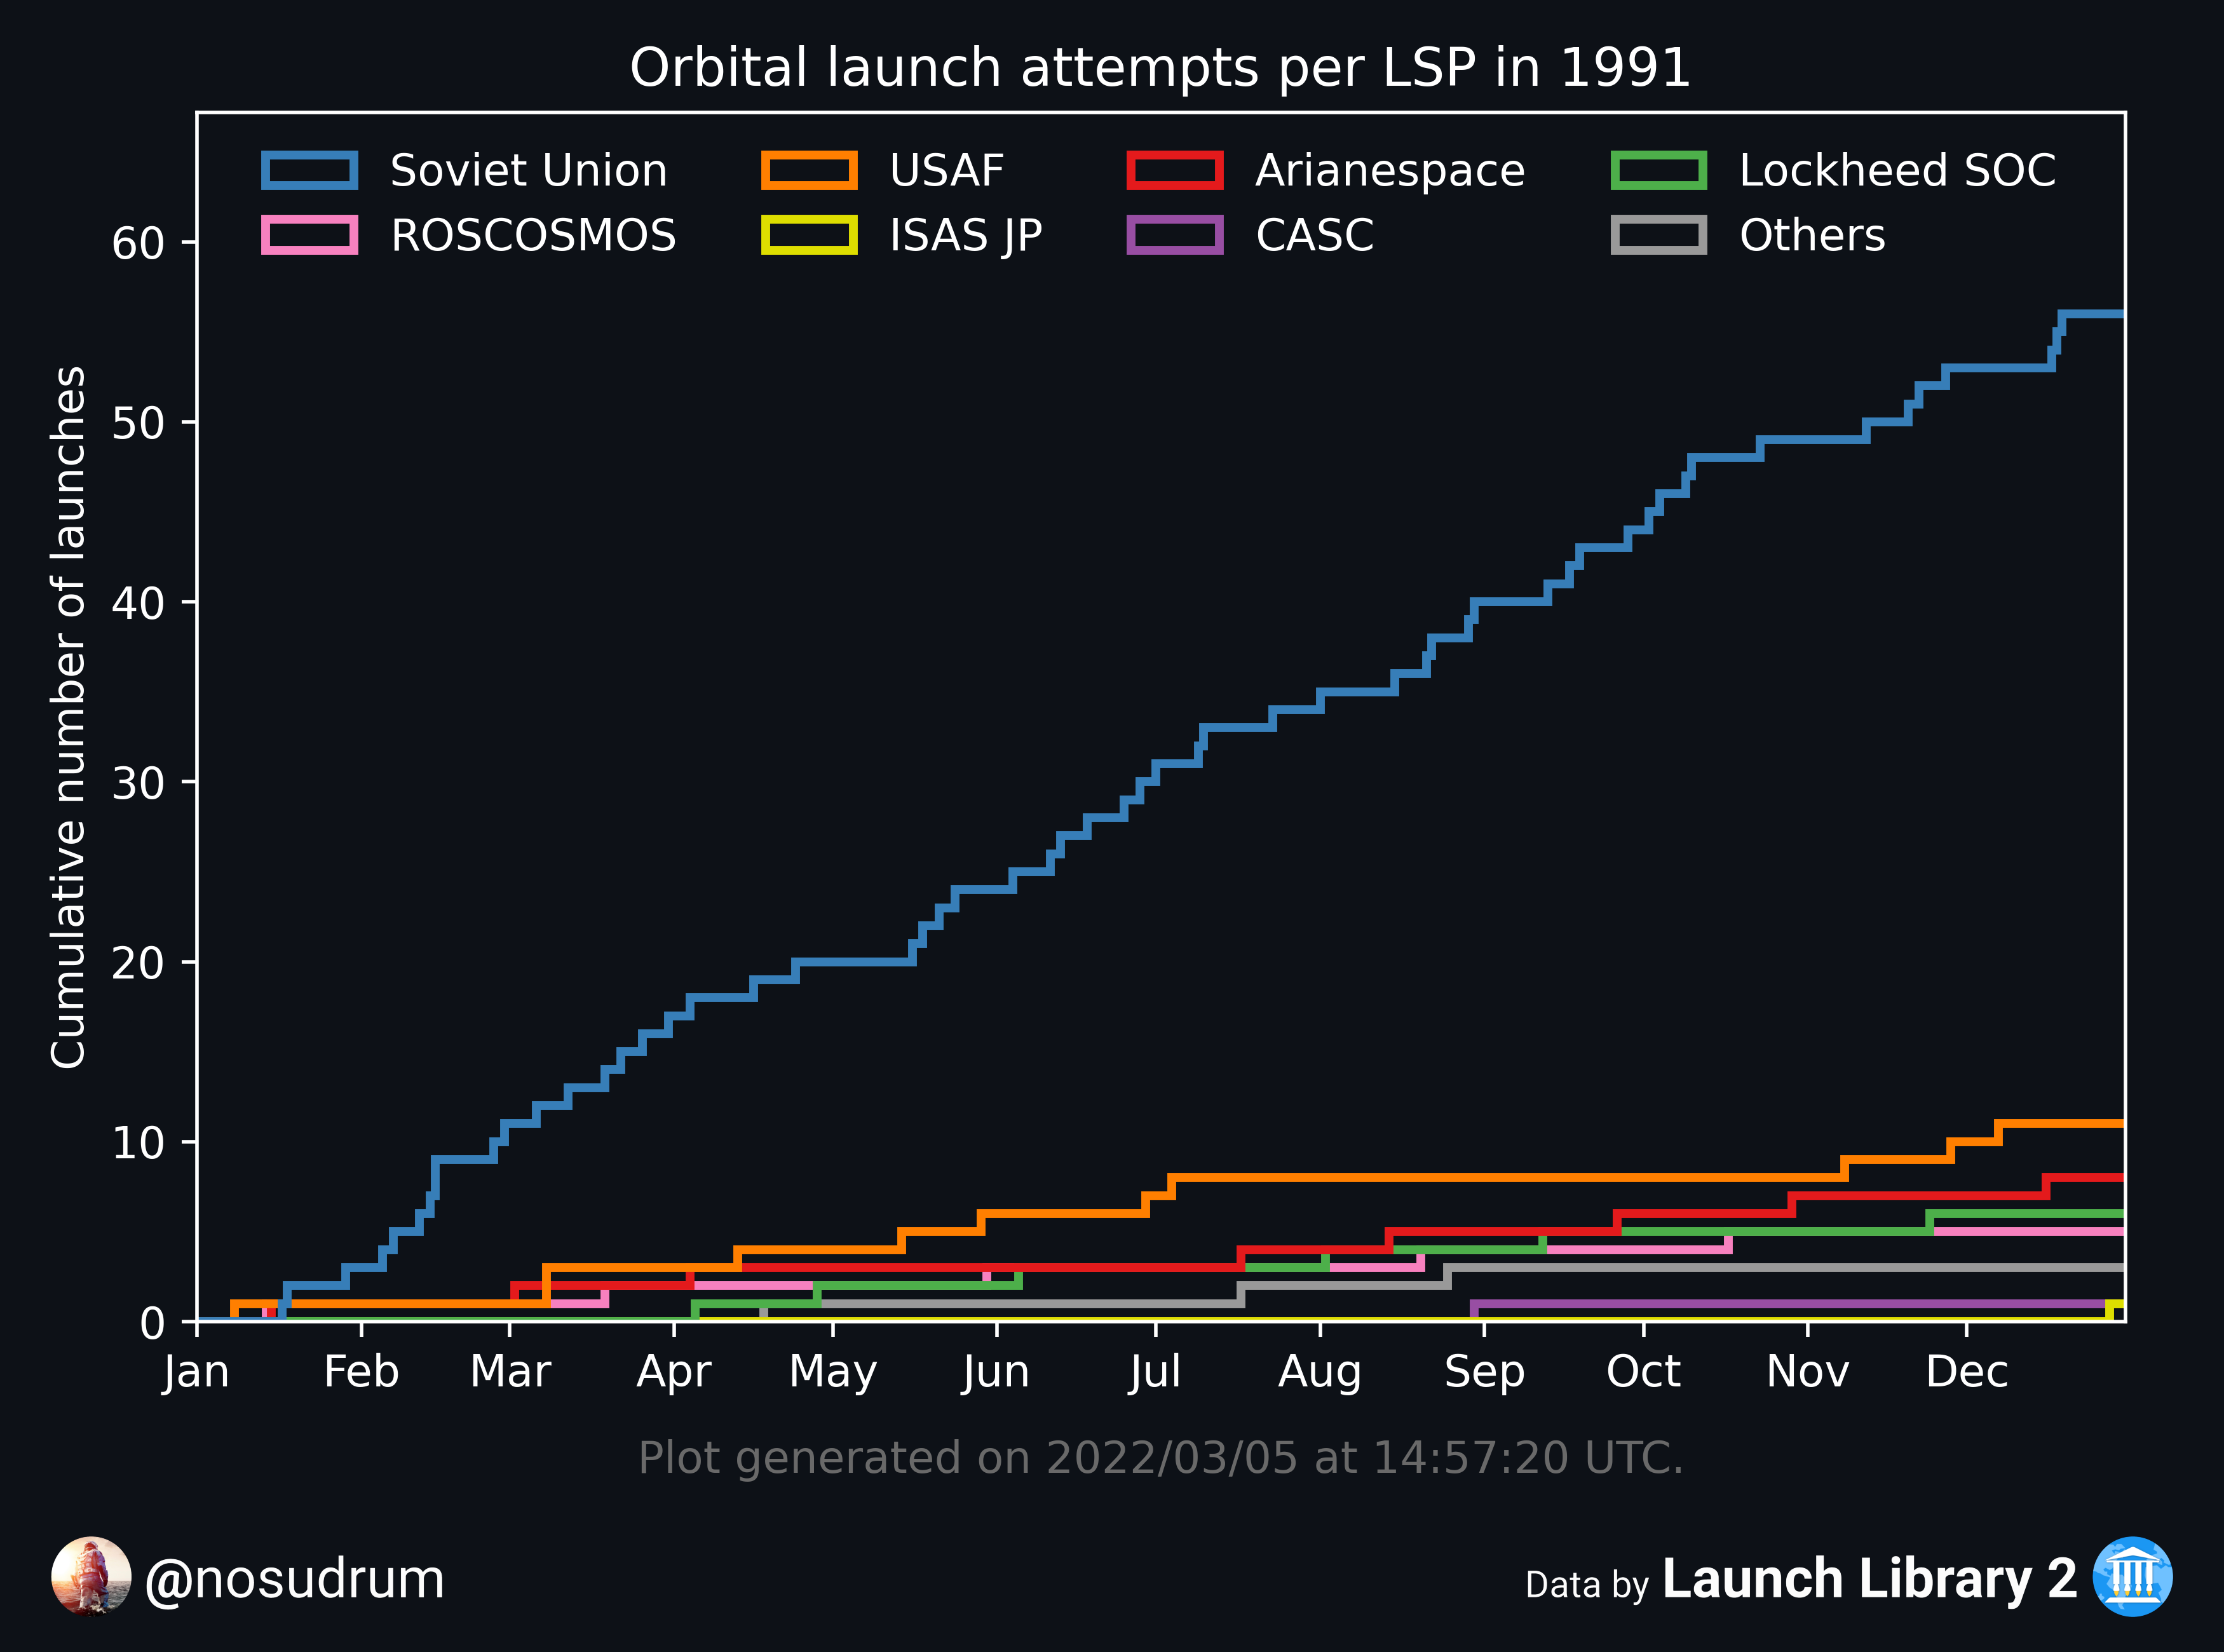 Orbital launch attempts per LSP in 1991
Soviet Union
USAF
Arianespace
Lockheed SOC
ROSCOSMOS
ISAS JP
CASC
Others
Cumulative number of launches
60
50
40
30
20
10
0
Jan Feb Mar Apr May Jun Jul Aug Sep Oct Nov Dec
Plot generated on 2022/03/05 at 14:57:20 UTC.
@nosudrum
Data by Launch Library 2